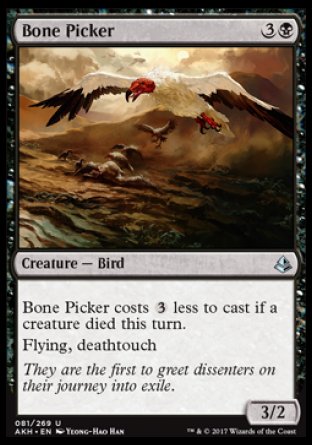 Bone Picker 3
Creature — Bird
Bone Picker costs 3 less to cast if a
creature died this turn.
Flying, deathtouch
They are the first to greet dissenters on
their journey into exile.
3/2
081/269 U
AKH • EN Yeong-Hao Han
™ & © 2017 Wizards of the Coast